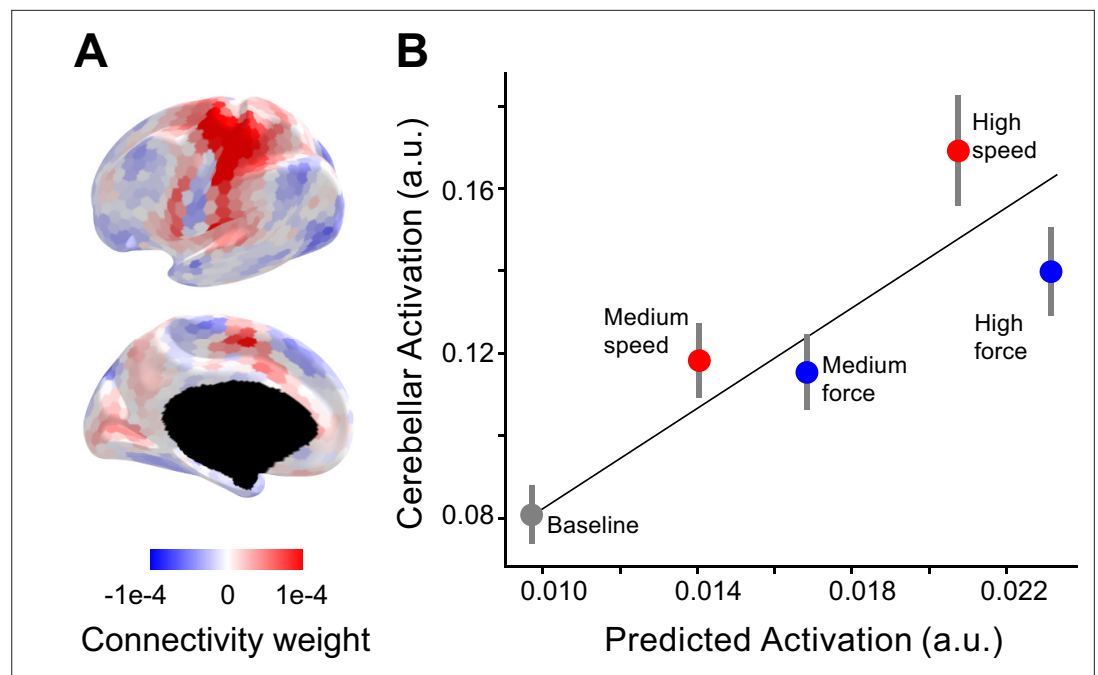 A
B
-1e-4 0 1e-4
Connectivity weight
Cerebellar Activation (a.u.)
0.16
0.12
0.08
High
speed
Medium
speed
Medium
force
High
force
Baseline
0.010 0.014 0.018 0.022
Predicted Activation (a.u.)